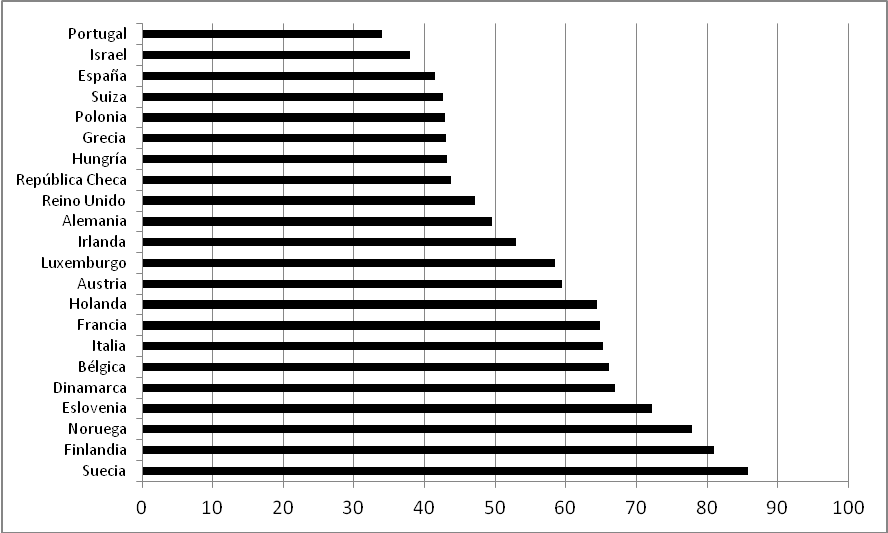 Portugal
Israel
España
Suiza
Polonia
Grecia
Hungría
República Checa
Reino Unido
Alemania
Irlanda
Luxemburgo
Austria
Holanda
Francia
Italia
Bélgica
Dinamarca
Eslovenia
Noruega
Finlandia
Suecia
0 10 20 30 40 50 60 70 80 90 100